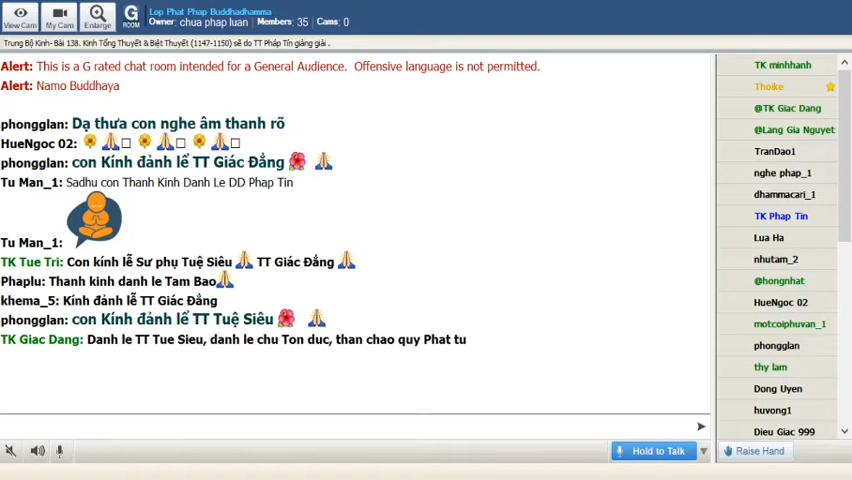 View Cam
My Cam
Enlarge
G
ROOM
Lop Phat Phap Buddhadhamma
Owner: chua phap luan Members: 35 Cams: 0
Trung Bộ Kinh- Bài 138. Kinh Tổng Thuyết & Biệt Thuyết (1147-1150) sẽ do TT Pháp Tín giảng giải .
Alert: This is a G rated chat room intended for a General Audience. Offensive language is not permitted.
Alert: Namo Buddhaya
phongglan: Dạ thưa con nghe âm thanh rõ
HueNgoc 02:
phongglan: con Kính đảnh lể TT Giác Đẳng
Tu Man_1: Sadhu con Thanh Kinh Danh Le DD Phap Tin
Tu Man_1:
TK Tue Tri: Con kính lễ Sư phụ Tuệ Siêu TT Giác Đẳng
Phaplu: Thanh kinh danh le Tam Bao
khema_5: Kính đảnh lễ TT Giác Đẳng
phongglan: con Kính đảnh lể TT Tuệ Siêu
TK Giac Dang: Danh le TT Tue Sieu, danh le chu Ton duc, than chao quy Phat tu
TK minhhanh
Thoike
@TK Giac Dang
@Lang Gia Nguyet
TranDao1
nghe phap_1
dhammacari_1
TK Phap Tin
Lua Ha
nhutam_2
@hongnhat
HueNgoc 02
motcoiphuvan_1
phongglan
thy lam
Dong Uyen
huvong1
Dieu Giac 999
Hold to Talk
Raise Hand